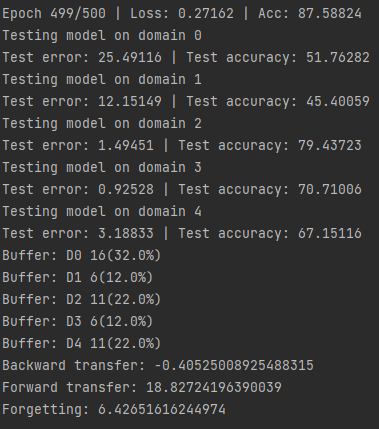 Epoch 499/500 | Loss: 0.27162 | Acc: 87.58824
Testing model on domain 0
Test error: 25.49116 | Test accuracy: 51.76282
Testing model on domain 1
Test error: 12.15149 | Test accuracy: 45.40059
Testing model on domain 2
Test error: 1.49451 | Test accuracy: 79.43723
Testing model on domain 3
Test error: 0.92528 | Test accuracy: 70.71006
Testing model on domain 4
Test error: 3.18833 | Test accuracy: 67.15116
Buffer: D0 16(32.0%)
Buffer: D1 6(12.0%)
Buffer: D2 11(22.0%)
Buffer: D3 6(12.0%)
Buffer: D4 11(22.0%)
Backward transfer: -0.40525008925488315
Forward transfer: 18.82724196390039
Forgetting: 6.42651616244974